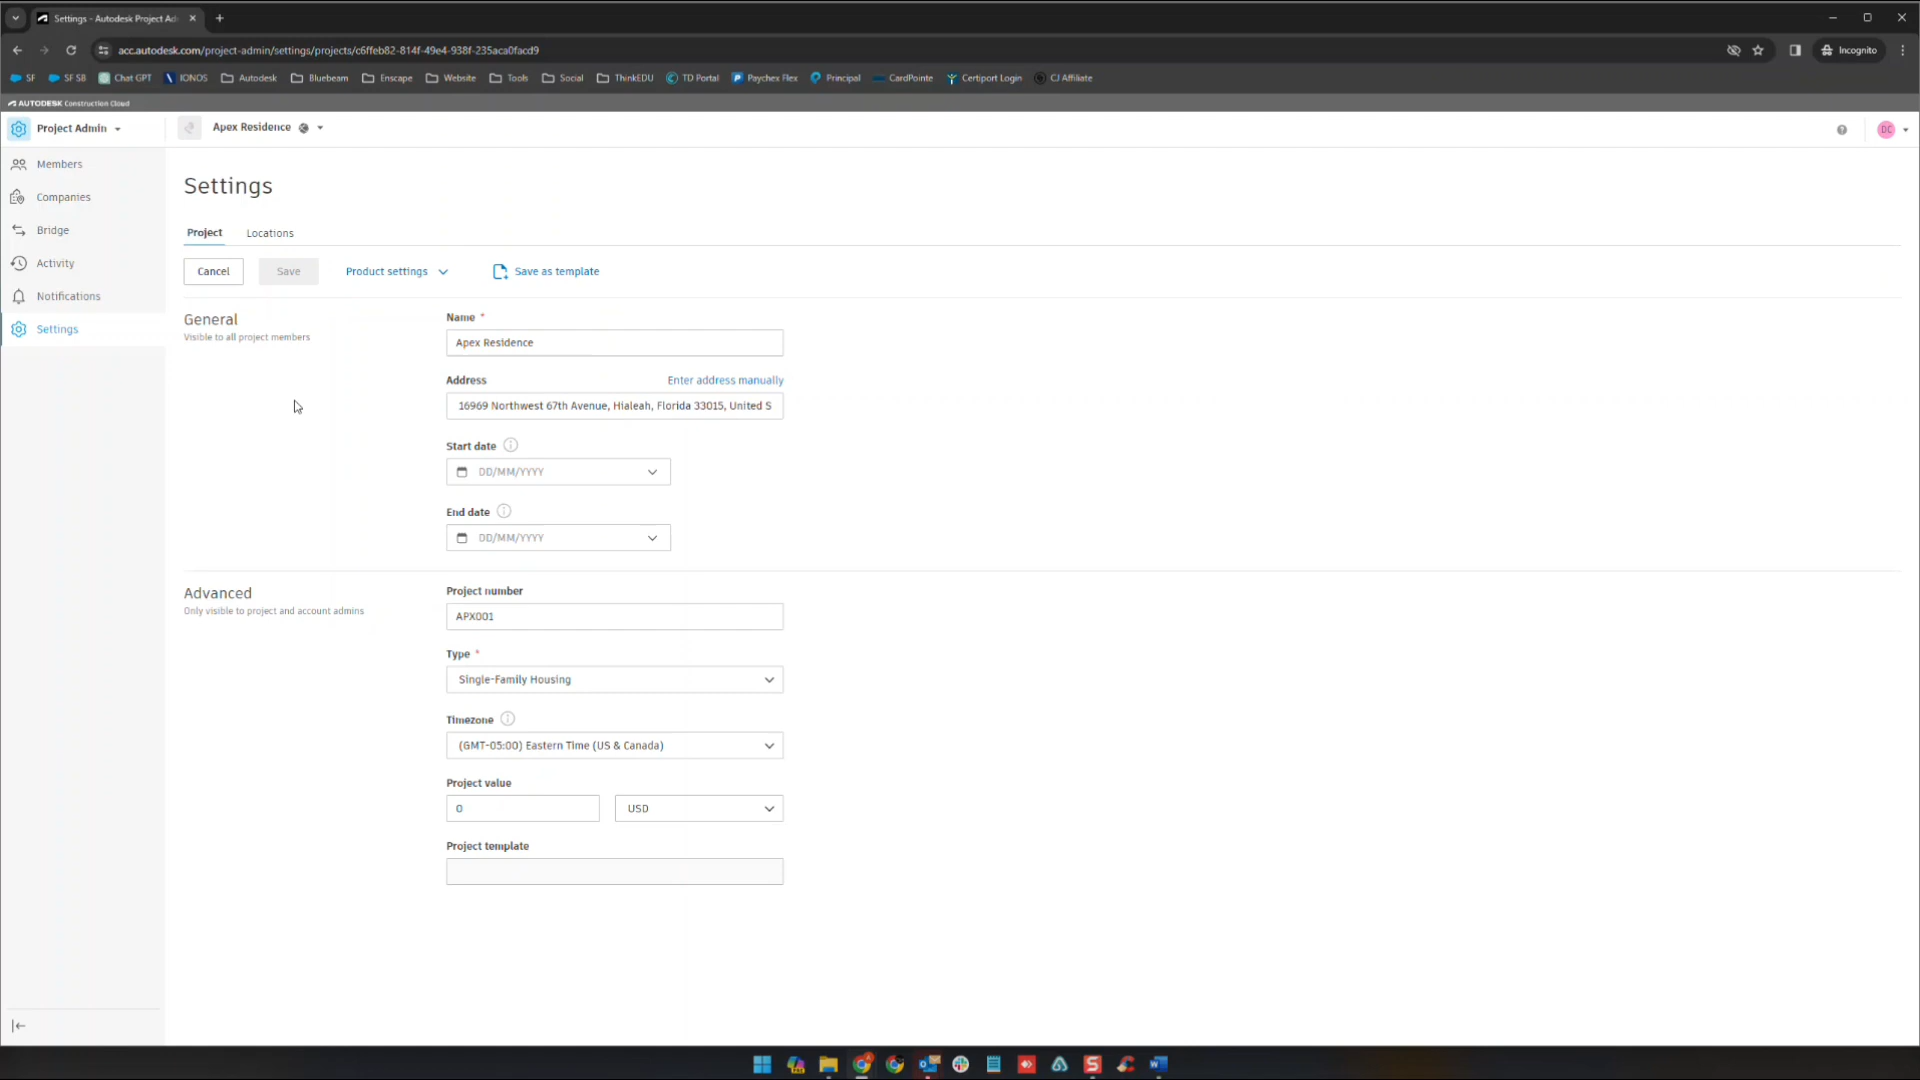 Settings - Autodesk Project Ad
acc.autodesk.com/project-admin/settings/projects/c6ffeb82-814f-49e4-938f-235aca0facd9
Incognito
SF
SF SB
Chat GPT
IONOS
Autodesk
Bluebeam
Enscape
Website
Tools
Social
ThinkEDU
TD Portal
Paychex Flex
Principal
CardPointe
Certiport Login
CJ Affiliate
AUTODESK Construction Cloud
Project Admin
Apex Residence
DC
Members
Companies
Bridge
Activity
Notifications
Settings
Settings
Project
Locations
Cancel
Save
Product settings
Save as template
General
Visible to all project members
Name *
Apex Residence
Address
Enter address manually
16969 Northwest 67th Avenue, Hialeah, Florida 33015, United S
Start date
DD/MM/YYYY
End date
DD/MM/YYYY
Advanced
Only visible to project and account admins
Project number
APX001
Type *
Single-Family Housing
Timezone
(GMT-05:00) Eastern Time (US & Canada)
Project value
0
USD
Project template